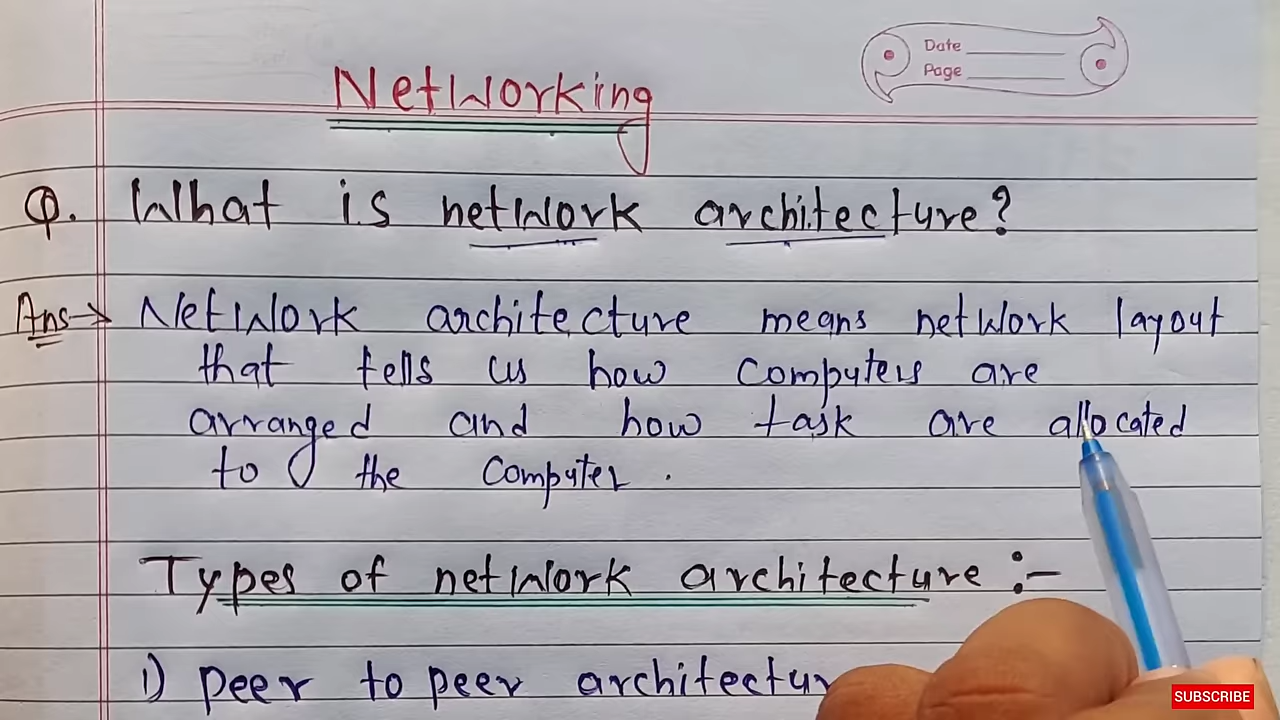 Date
Page
Networking
Q. What is network architecture?
Ans→ Network architecture means network layout
that tells us how computers are
arranged and how task are allocated
to the computer.
Types of network architecture :-
1) peer to peer architectur
SUBSCRIBE